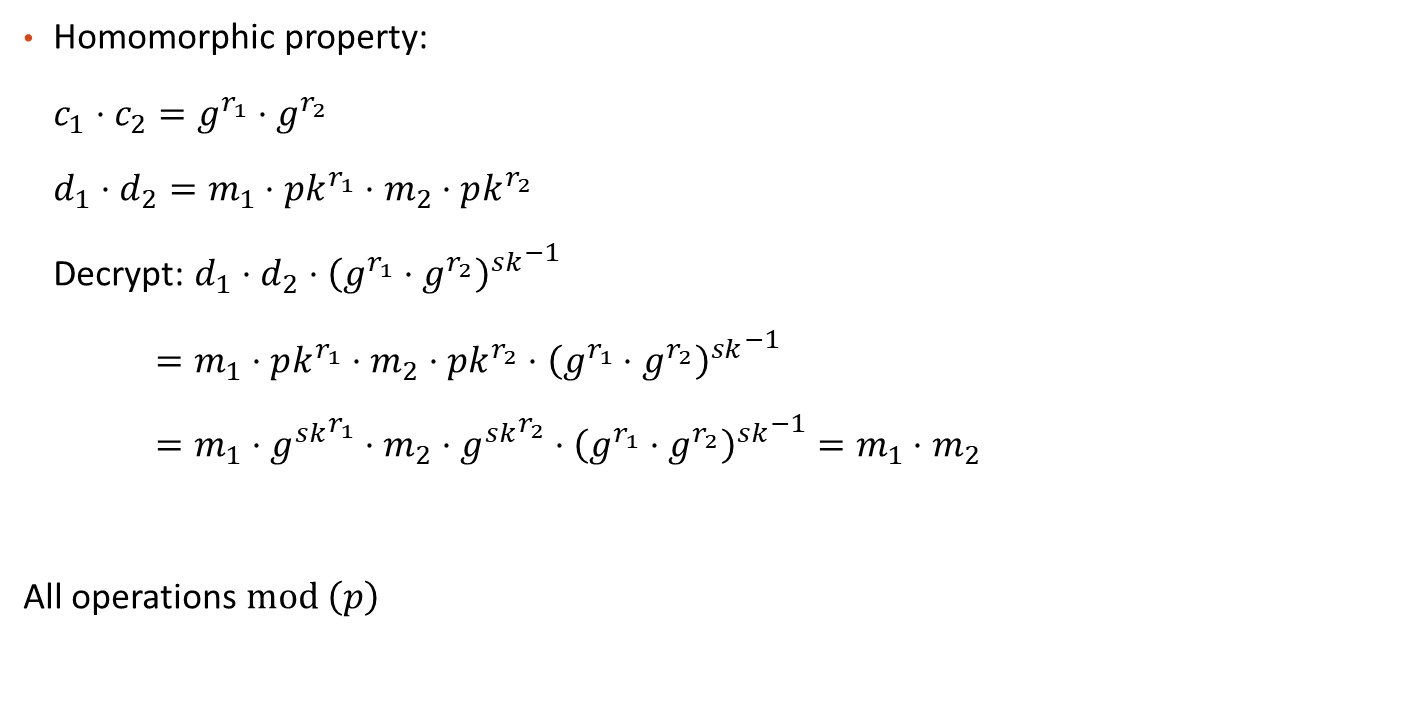 • Homomorphic property:
c₁ · c₂ = g^{r₁} · g^{r₂}
d₁ · d₂ = m₁ · pk^{r₁} · m₂ · pk^{r₂}
Decrypt: d₁ · d₂ · (g^{r₁} · g^{r₂})^{sk^{−1}}
= m₁ · pk^{r₁} · m₂ · pk^{r₂} · (g^{r₁} · g^{r₂})^{sk^{−1}}
= m₁ · g^{sk^{r₁}} · m₂ · g^{sk^{r₂}} · (g^{r₁} · g^{r₂})^{sk^{−1}} = m₁ · m₂
All operations mod (p)